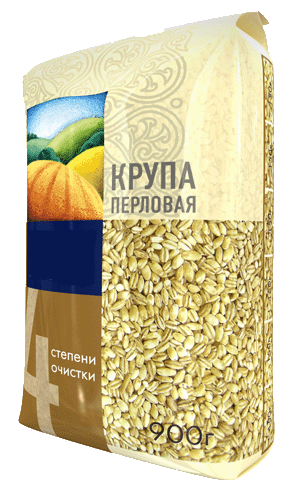 КРУПА
ПЕРЛОВАЯ
4
степени
очистки
900г